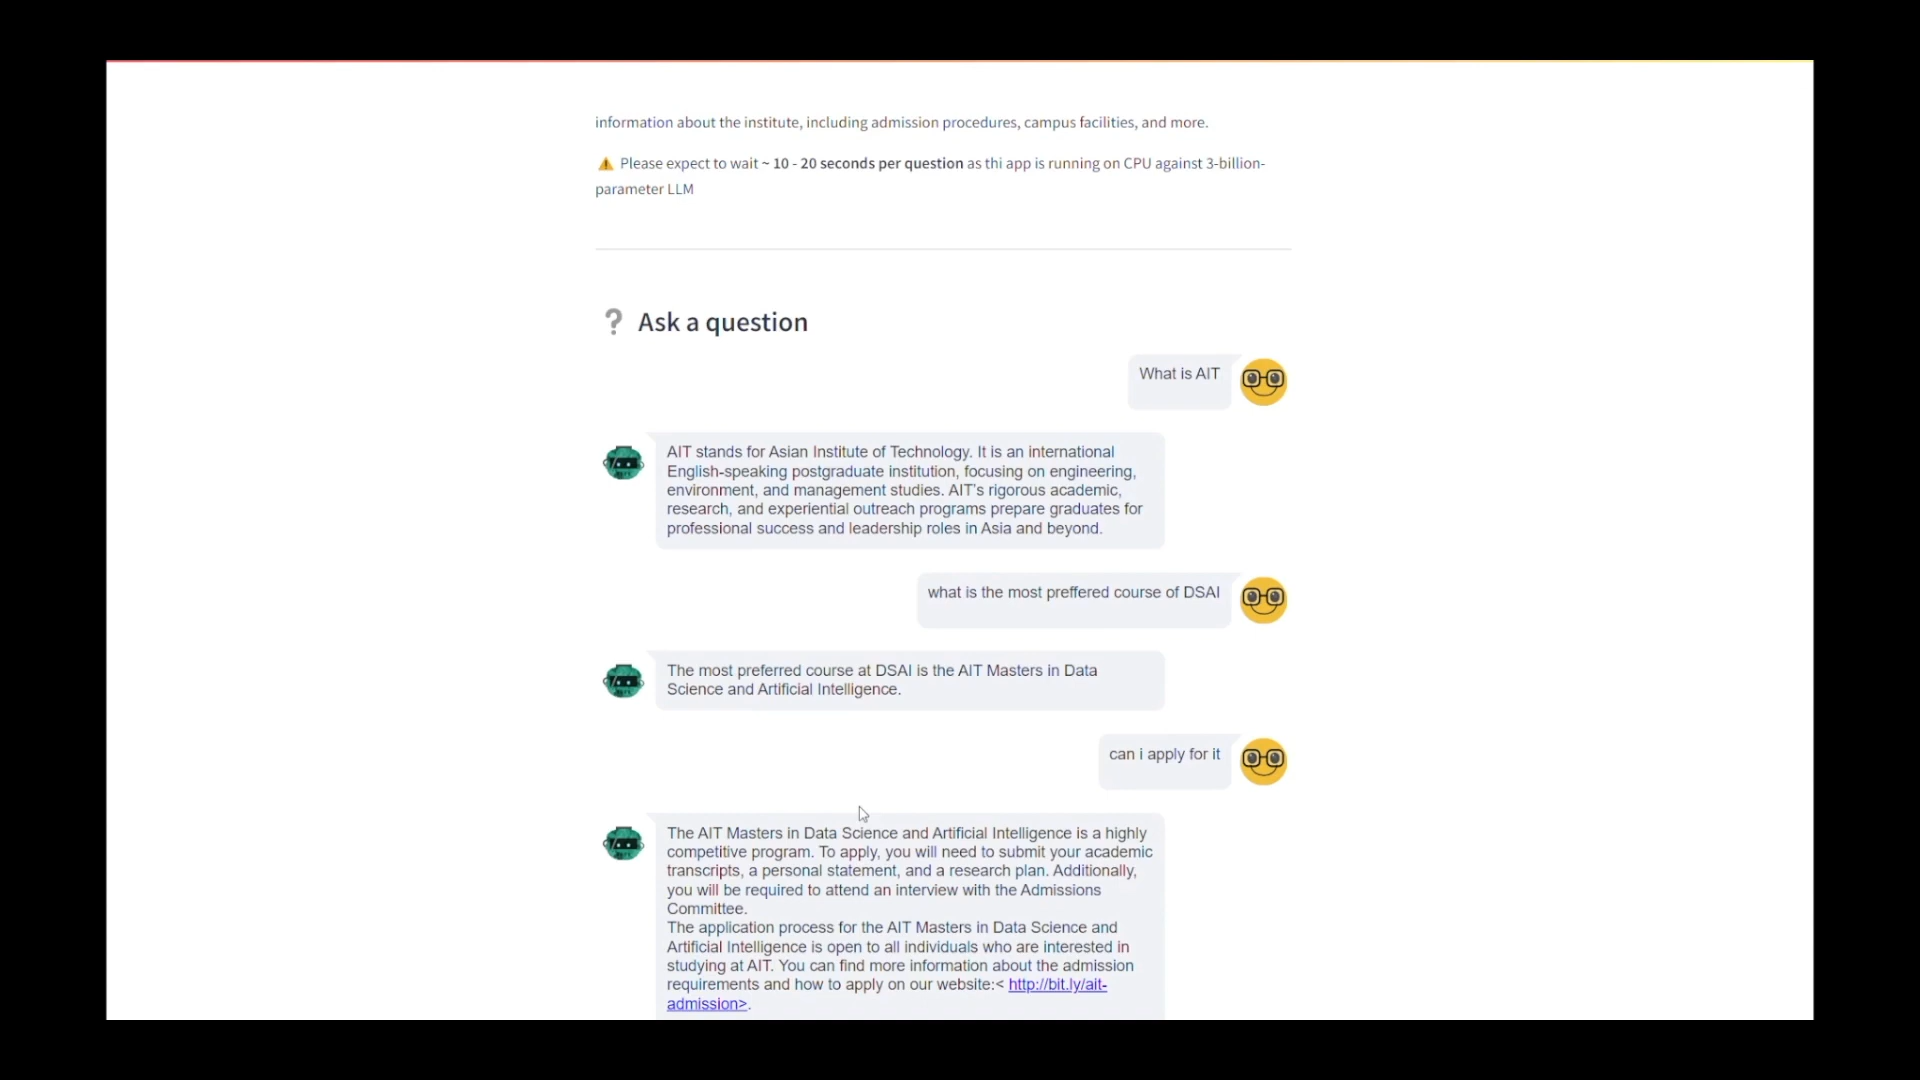 information about the institute, including admission procedures, campus facilities, and more.
⚠️ Please expect to wait ~ 10 - 20 seconds per question as thi app is running on CPU against 3-billion-
parameter LLM
❔ Ask a question
What is AIT
AIT stands for Asian Institute of Technology. It is an international
English-speaking postgraduate institution, focusing on engineering,
environment, and management studies. AIT's rigorous academic,
research, and experiential outreach programs prepare graduates for
professional success and leadership roles in Asia and beyond.
what is the most preffered course of DSAI
The most preferred course at DSAI is the AIT Masters in Data
Science and Artificial Intelligence.
can i apply for it
The AIT Masters in Data Science and Artificial Intelligence is a highly
competitive program. To apply, you will need to submit your academic
transcripts, a personal statement, and a research plan. Additionally,
you will be required to attend an interview with the Admissions
Committee.
The application process for the AIT Masters in Data Science and
Artificial Intelligence is open to all individuals who are interested in
studying at AIT. You can find more information about the admission
requirements and how to apply on our website:< http://bit.ly/ait-
admission>.